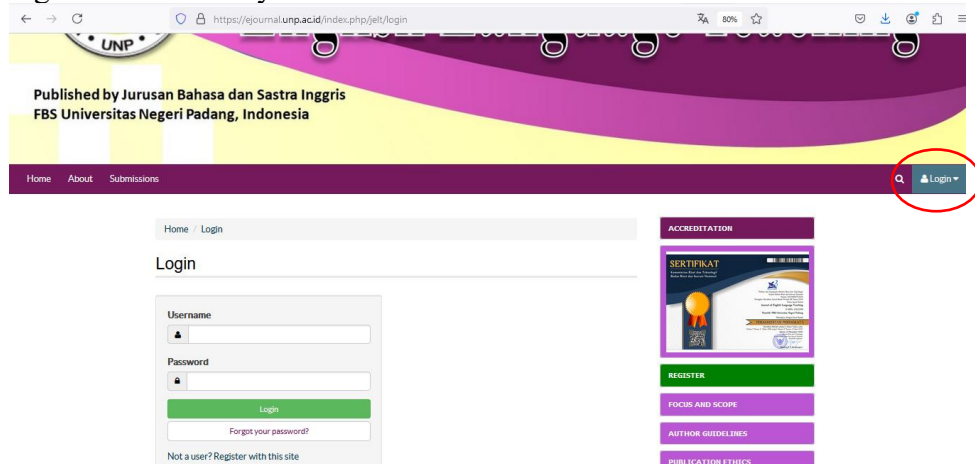 https://ejournal.unp.ac.id/index.php/jelt/login
80%
UNP
Published by Jurusan Bahasa dan Sastra Inggris
FBS Universitas Negeri Padang, Indonesia
Home About Submissions
Login
Home / Login
Login
Username
Password
Login
Forgot your password?
Not a user? Register with this site
ACCREDITATION
SERTIFIKAT
REGISTER
FOCUS AND SCOPE
AUTHOR GUIDELINES
PUBLICATION ETHICS